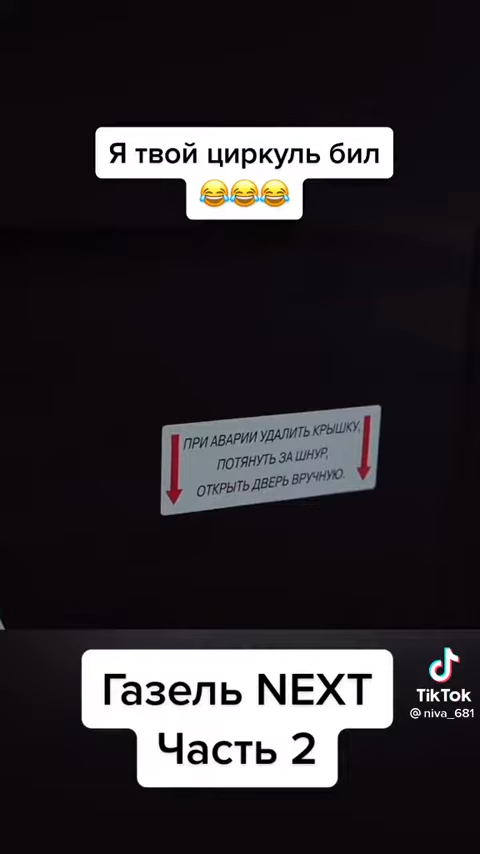 Я твой циркуль бил
😂😂😂
ПРИ АВАРИИ УДАЛИТЬ КРЫШКУ,
ПОТЯНУТЬ ЗА ШНУР,
ОТКРЫТЬ ДВЕРЬ ВРУЧНУЮ.
Газель NEXT
Часть 2
TikTok
@niva_681